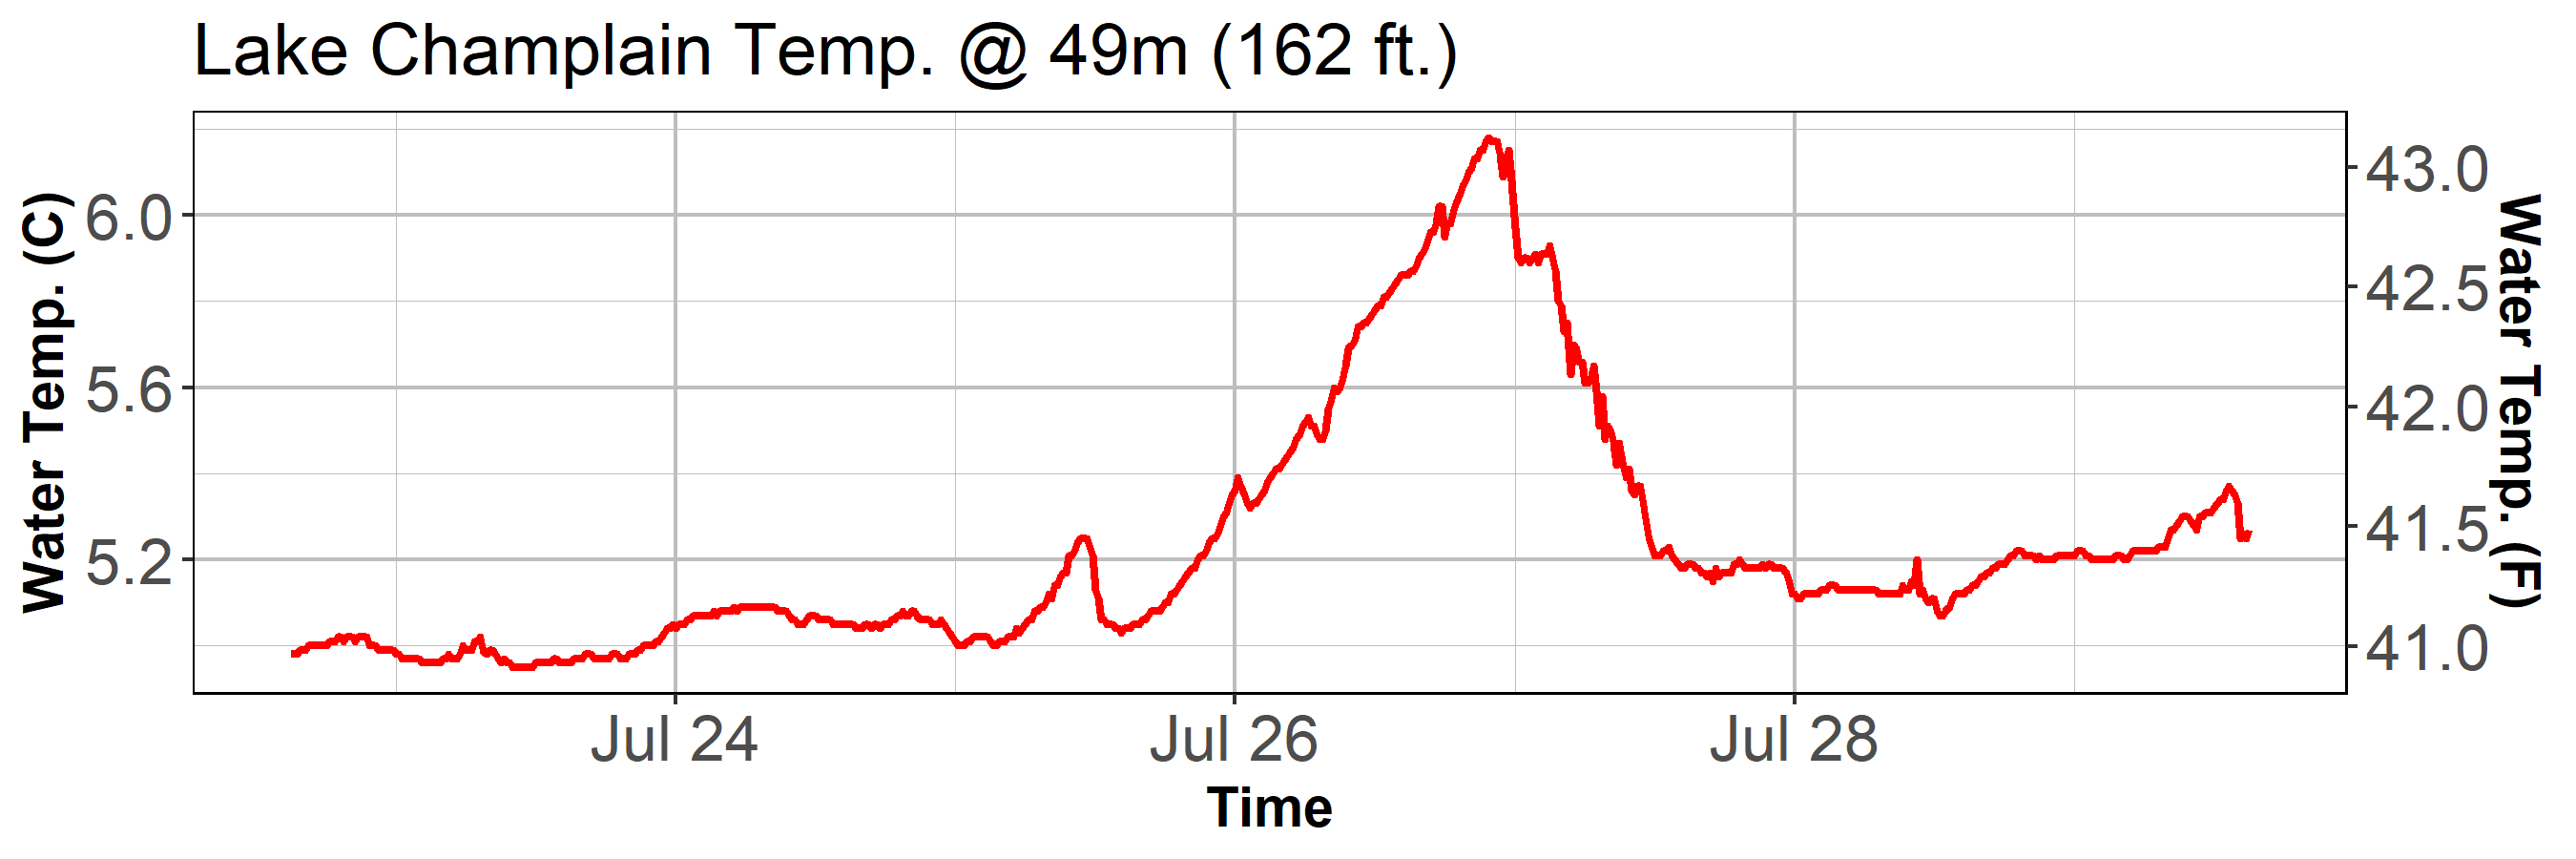 Lake Champlain Temp. @ 49m (162 ft.)
Water Temp. (C)
6.0
5.6
5.2
43.0
42.5
42.0
41.5
41.0
Water Temp. (F)
Jul 24
Jul 26
Jul 28
Time